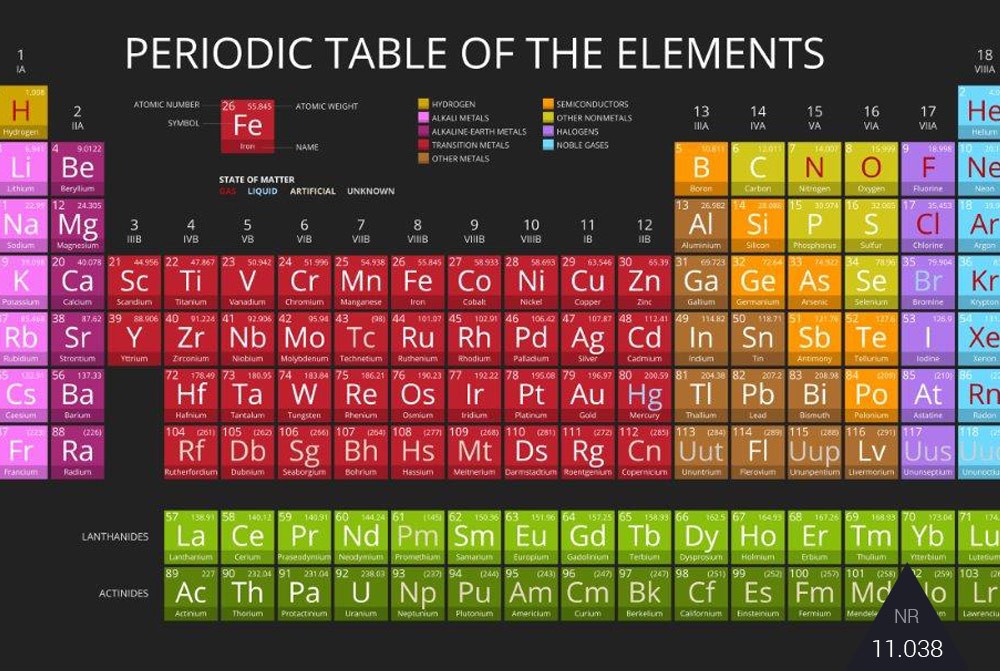 PERIODIC TABLE OF THE ELEMENTS
1 18
IA VIIIA
ATOMIC NUMBER 26 55.845 ATOMIC WEIGHT
SYMBOL Fe
Iron NAME
HYDROGEN SEMICONDUCTORS
ALKALI METALS OTHER NONMETALS
ALKALINE-EARTH METALS HALOGENS
TRANSITION METALS NOBLE GASES
OTHER METALS
STATE OF MATTER
GAS LIQUID ARTIFICIAL UNKNOWN
2 13 14 15 16 17
IIA IIIA IVA VA VIA VIIA
1.008 2
H He
Hydrogen Helium
4 9.0122 5 10.811 6 12.011 7 14.007 8 15.999 9 18.998 10
Li Be B C N O F Ne
Lithium Beryllium Boron Carbon Nitrogen Oxygen Fluorine Neon
3 4 5 6 7 8 9 10 11 12
IIIB IVB VB VIB VIIB VIIIB VIIIB VIIIB IB IIB
12 24.305 13 26.982 14 28.086 15 30.974 16 32.065 17 35.453 18
Na Mg Al Si P S Cl Ar
Sodium Magnesium Aluminium Silicon Phosphorus Sulfur Chlorine Argon
20 40.078 21 44.956 22 47.867 23 50.942 24 51.996 25 54.938 26 55.845 27 58.933 28 58.693 29 63.546 30 65.39 31 69.723 32 72.64 33 74.922 34 78.96 35 79.904 36
K Ca Sc Ti V Cr Mn Fe Co Ni Cu Zn Ga Ge As Se Br Kr
Potassium Calcium Scandium Titanium Vanadium Chromium Manganese Iron Cobalt Nickel Copper Zinc Gallium Germanium Arsenic Selenium Bromine Krypton
38 87.62 39 88.906 40 91.224 41 92.906 42 95.94 43 (98) 44 101.07 45 102.91 46 106.42 47 107.87 48 112.41 49 114.82 50 118.71 51 121.76 52 127.6 53 126.9 54
Rb Sr Y Zr Nb Mo Tc Ru Rh Pd Ag Cd In Sn Sb Te I Xe
Rubidium Strontium Yttrium Zirconium Niobium Molybdenum Technetium Ruthenium Rhodium Palladium Silver Cadmium Indium Tin Antimony Tellurium Iodine Xenon
56 137.33 72 178.49 73 180.95 74 183.84 75 186.21 76 190.23 77 192.22 78 195.08 79 196.97 80 200.59 81 204.38 82 207.2 83 208.98 84 (209) 85 (210) 86
Cs Ba Hf Ta W Re Os Ir Pt Au Hg Tl Pb Bi Po At Rn
Caesium Barium Hafnium Tantalum Tungsten Rhenium Osmium Iridium Platinum Gold Mercury Thallium Lead Bismuth Polonium Astatine Radon
88 (226) 104 (261) 105 (262) 106 (266) 107 (264) 108 (277) 109 (268) 110 (281) 111 (272) 112 (285) 113 (284) 114 (289) 115 (288) 116 (291) 117 118
Fr Ra Rf Db Sg Bh Hs Mt Ds Rg Cn Uut Fl Uup Lv Uus
Francium Radium Rutherfordium Dubnium Seaborgium Bohrium Hassium Meitnerium Darmstadtium Roentgenium Copernicium Ununtrium Flerovium Ununpentium Livermorium Ununseptium
57 138.91 58 140.12 59 140.91 60 144.24 61 (145) 62 150.36 63 151.96 64 157.25 65 158.93 66 162.5 67 164.93 68 167.26 69 168.93 70 173.04 71
LANTHANIDES La Ce Pr Nd Pm Sm Eu Gd Tb Dy Ho Er Tm Yb Lu
Lanthanum Cerium Praseodymium Neodymium Promethium Samarium Europium Gadolinium Terbium Dysprosium Holmium Erbium Thulium Ytterbium Lutetium
89 227 90 232.04 91 231.04 92 238.03 93 (237) 94 (244) 95 (243) 96 (247) 97 (247) 98 (251) 99 (252) 100 (257) 101 (258) (259) 103
ACTINIDES Ac Th Pa U Np Pu Am Cm Bk Cf Es Fm Md Lr
Actinium Thorium Protactinium Uranium Neptunium Plutonium Americium Curium Berkelium Californium Einsteinium Fermium
NR
11.038